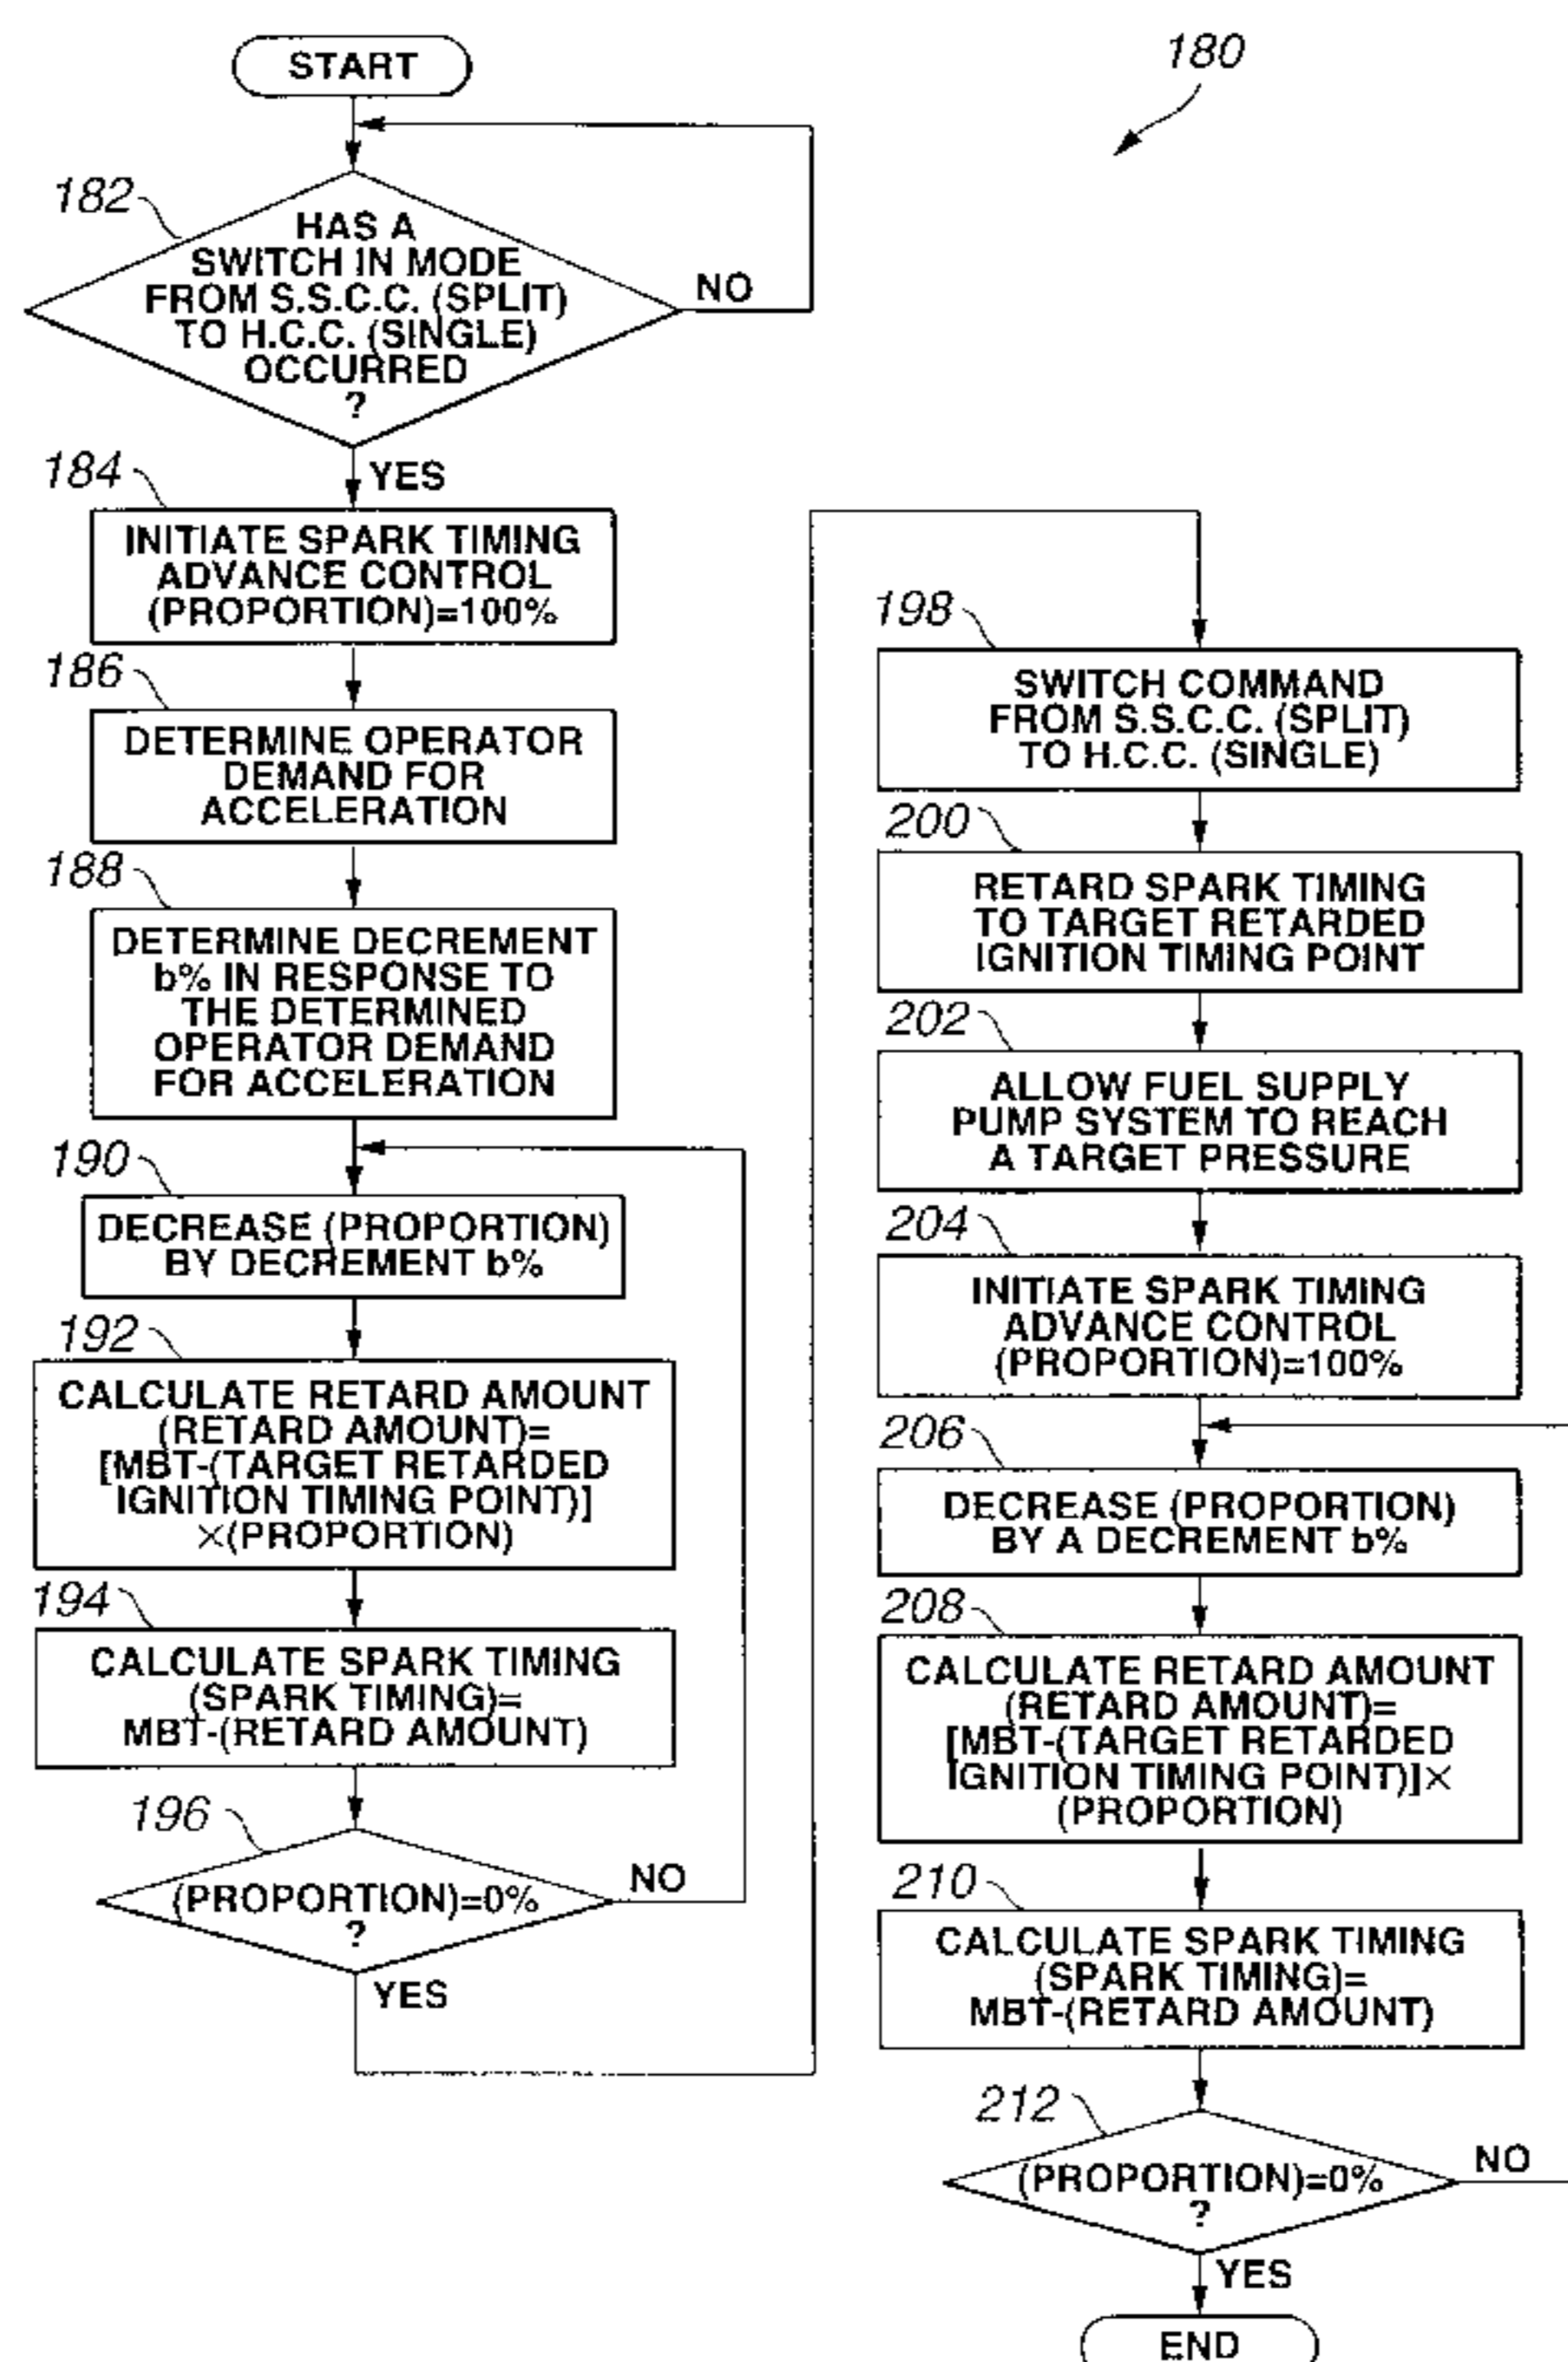 START
180
182
HAS A
SWITCH IN MODE
FROM S.S.C.C. (SPLIT)
TO H.C.C. (SINGLE)
OCCURRED
?
NO
YES
184
INITIATE SPARK TIMING
ADVANCE CONTROL
(PROPORTION)=100%
186
DETERMINE OPERATOR
DEMAND FOR
ACCELERATION
188
DETERMINE DECREMENT
b% IN RESPONSE TO
THE DETERMINED
OPERATOR DEMAND
FOR ACCELERATION
190
DECREASE (PROPORTION)
BY DECREMENT b%
192
CALCULATE RETARD AMOUNT
(RETARD AMOUNT)=
[MBT-(TARGET RETARDED
IGNITION TIMING POINT)]
×(PROPORTION)
194
CALCULATE SPARK TIMING
(SPARK TIMING)=
MBT-(RETARD AMOUNT)
196
(PROPORTION)=0%
?
NO
YES
198
SWITCH COMMAND
FROM S.S.C.C. (SPLIT)
TO H.C.C. (SINGLE)
200
RETARD SPARK TIMING
TO TARGET RETARDED
IGNITION TIMING POINT
202
ALLOW FUEL SUPPLY
PUMP SYSTEM TO REACH
A TARGET PRESSURE
204
INITIATE SPARK TIMING
ADVANCE CONTROL
(PROPORTION)=100%
206
DECREASE (PROPORTION)
BY A DECREMENT b%
208
CALCULATE RETARD AMOUNT
(RETARD AMOUNT)=
[MBT-(TARGET RETARDED
IGNITION TIMING POINT)]×
(PROPORTION)
210
CALCULATE SPARK TIMING
(SPARK TIMING)=
MBT-(RETARD AMOUNT)
212
(PROPORTION)=0%
?
NO
YES
END